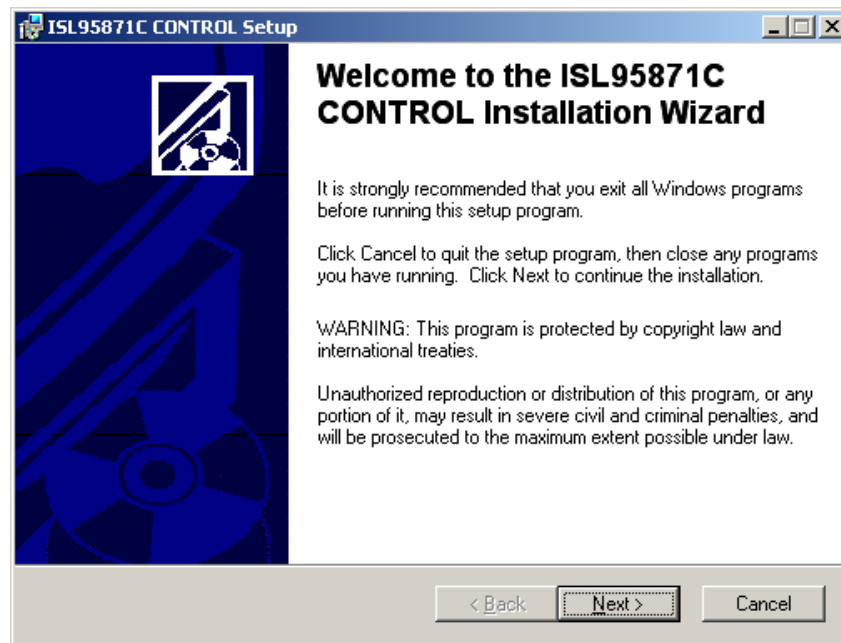 ISL95871C CONTROL Setup
Welcome to the ISL95871C
CONTROL Installation Wizard
It is strongly recommended that you exit all Windows programs
before running this setup program.
Click Cancel to quit the setup program, then close any programs
you have running.  Click Next to continue the installation.
WARNING: This program is protected by copyright law and
international treaties.
Unauthorized reproduction or distribution of this program, or any
portion of it, may result in severe civil and criminal penalties, and
will be prosecuted to the maximum extent possible under law.
< Back
Next >
Cancel